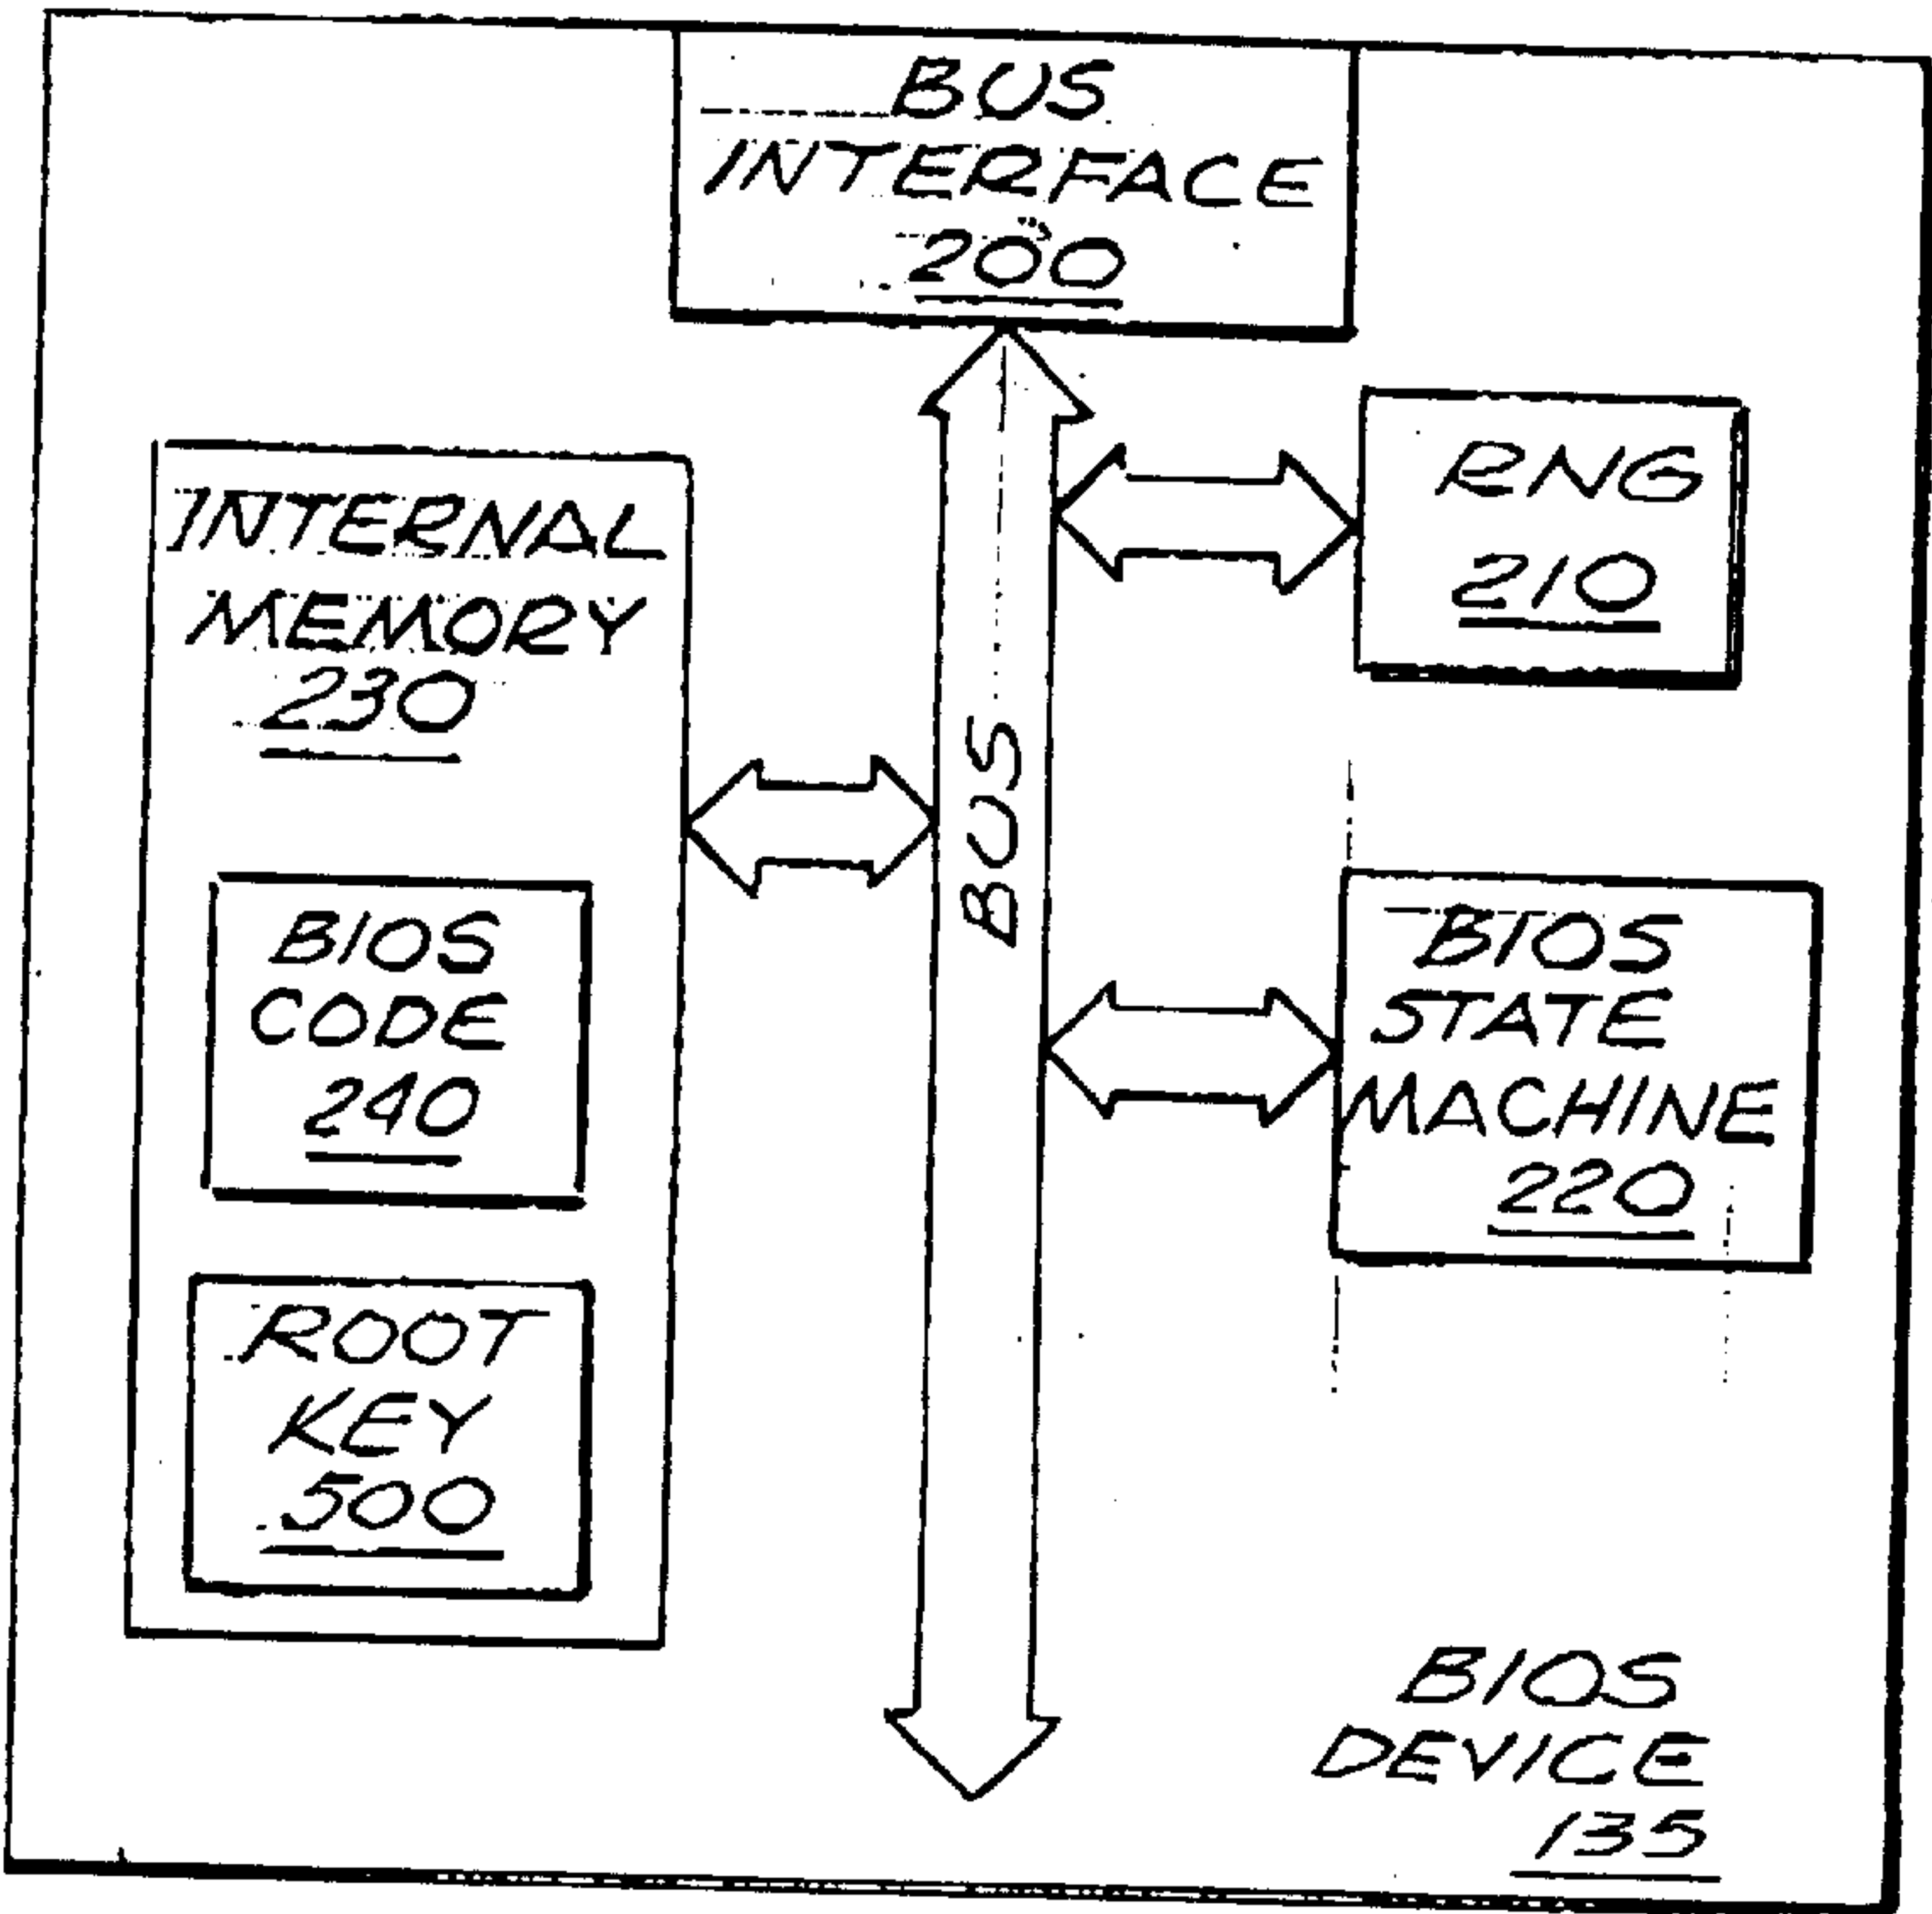 BUS
INTERFACE
200
INTERNAL
MEMORY
230
BIOS
CODE
240
ROOT
KEY
500
BUS
RNG
210
BIOS
STATE
MACHINE
220
BIOS
DEVICE
135